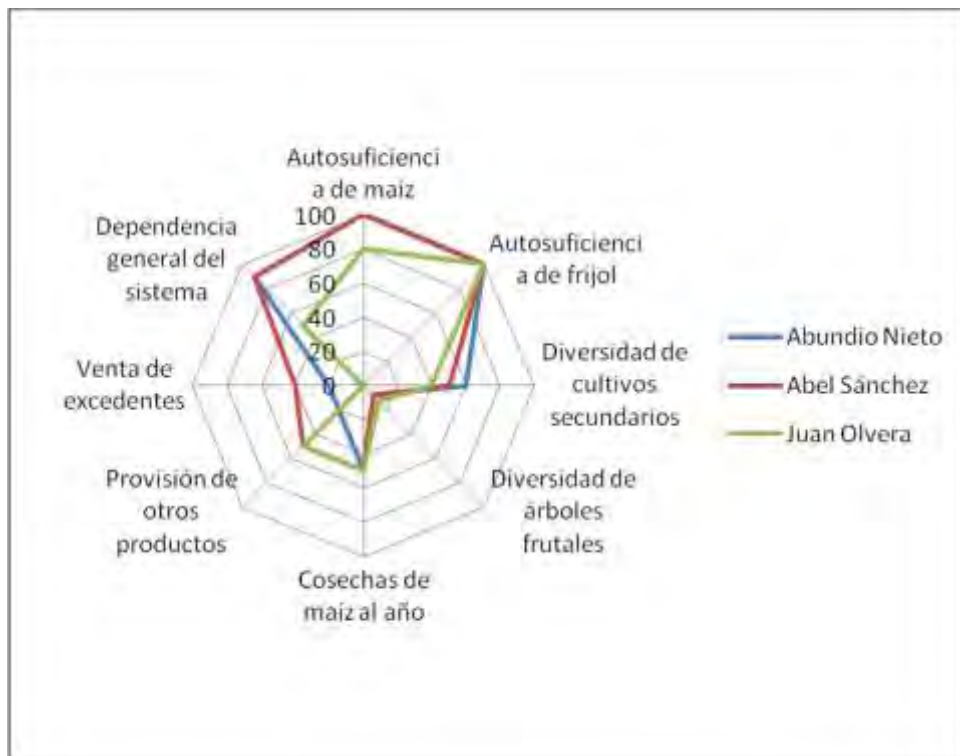 Autosuficienci
a de maíz
Autosuficienci
a de frijol
Diversidad de
cultivos
secundarios
Diversidad de
árboles
frutales
Cosechas de
maíz al año
Provisión de
otros
productos
Venta de
excedentes
Dependencia
general del
sistema
100
80
60
40
20
0
Abundio Nieto
Abel Sánchez
Juan Olvera